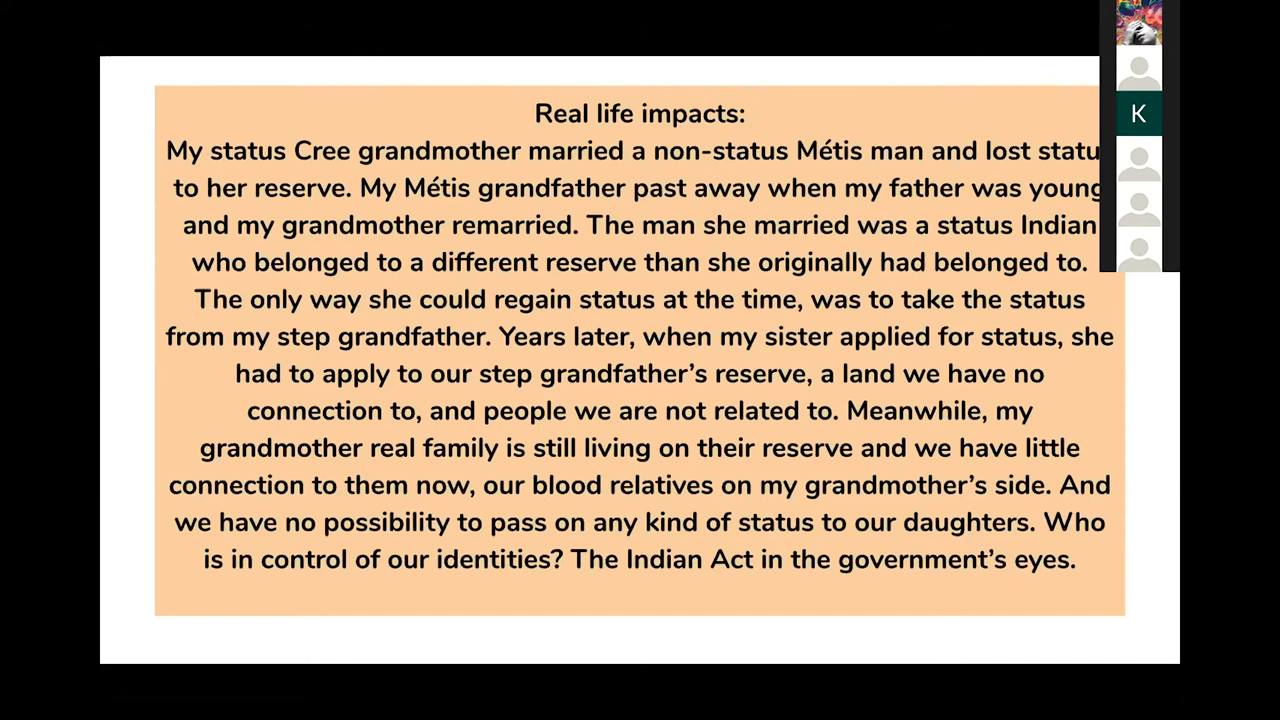 Real life impacts:
My status Cree grandmother married a non-status Métis man and lost statu
to her reserve. My Métis grandfather past away when my father was young
and my grandmother remarried. The man she married was a status Indian
who belonged to a different reserve than she originally had belonged to.
The only way she could regain status at the time, was to take the status
from my step grandfather. Years later, when my sister applied for status, she
had to apply to our step grandfather's reserve, a land we have no
connection to, and people we are not related to. Meanwhile, my
grandmother real family is still living on their reserve and we have little
connection to them now, our blood relatives on my grandmother's side. And
we have no possibility to pass on any kind of status to our daughters. Who
is in control of our identities? The Indian Act in the government's eyes.
K